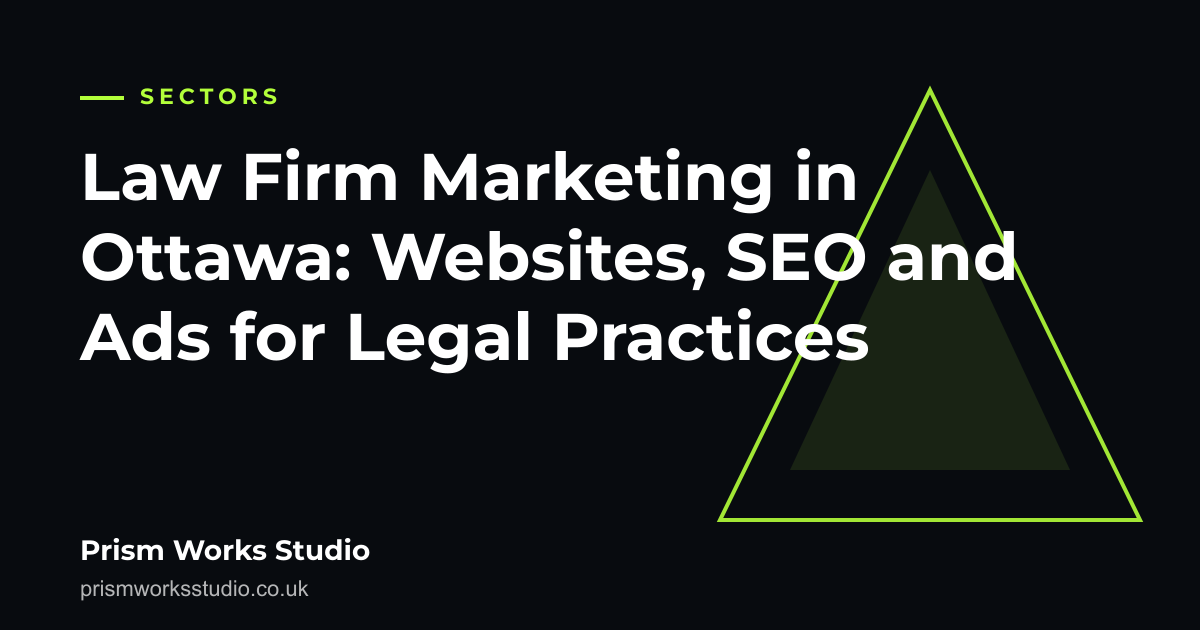 SECTORS
Law Firm Marketing in
Ottawa: Websites, SEO and
Ads for Legal Practices
Prism Works Studio
prismworksstudio.co.uk